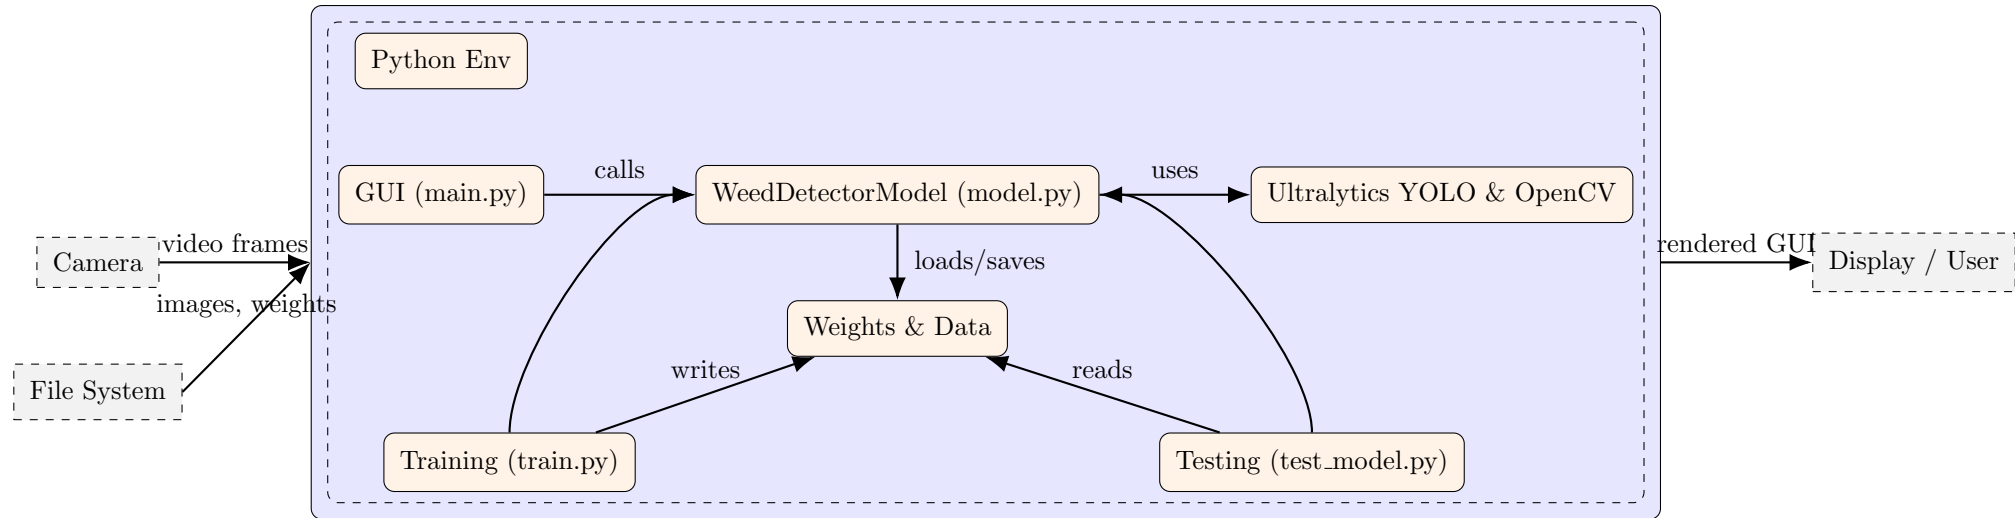 Python Env
calls
uses
GUI (main.py)
WeedDetectorModel (model.py)
Ultralytics YOLO & OpenCV
video frames
rendered GUI
Camera
loads/saves
Display / User
images, weights
Weights & Data
writes
reads
File System
Training (train.py)
Testing (test_model.py)